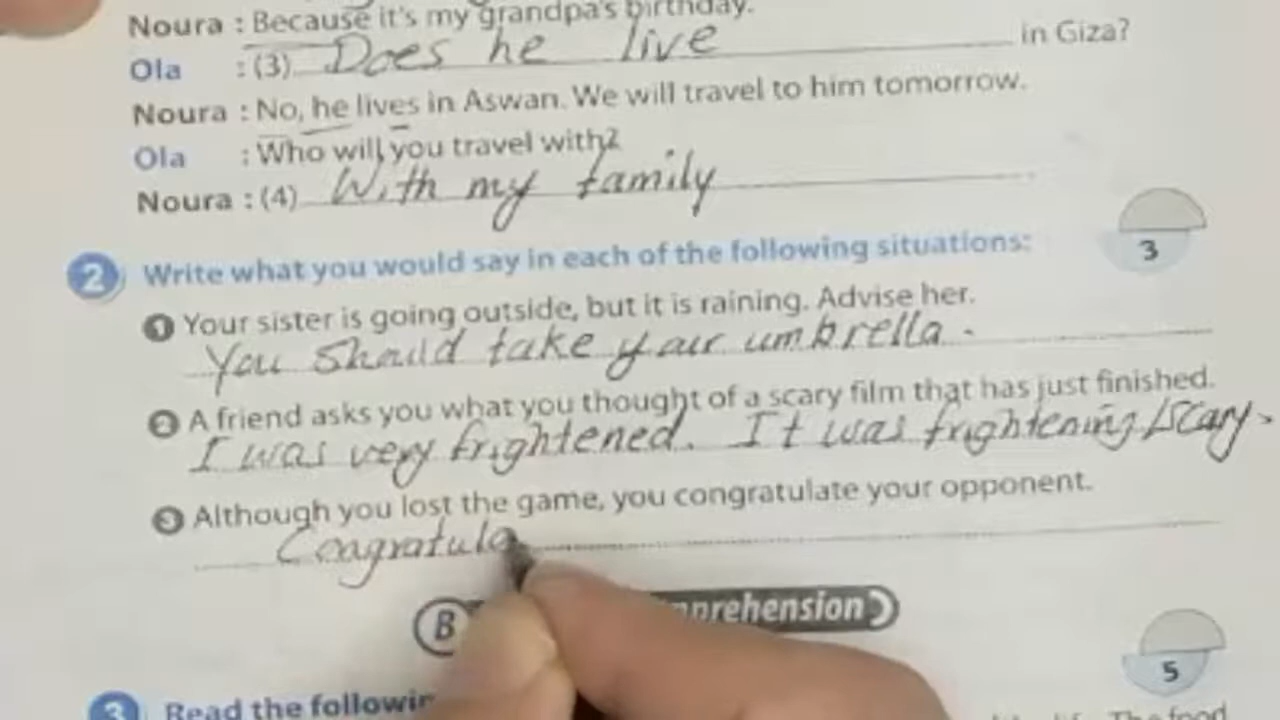 Noura : Because it's my grandpa's birthday.
Ola : (3) Does he live in Giza?
Noura : No, he lives in Aswan. We will travel to him tomorrow.
Ola : Who will you travel with?
Noura : (4) With my family
3
2 Write what you would say in each of the following situations:
1 Your sister is going outside, but it is raining. Advise her.
You should take your umbrella.
2 A friend asks you what you thought of a scary film that has just finished.
I was very frightened. It was frightening/scary.
3 Although you lost the game, you congratulate your opponent.
Congratula
B
5
3 Read the
The food